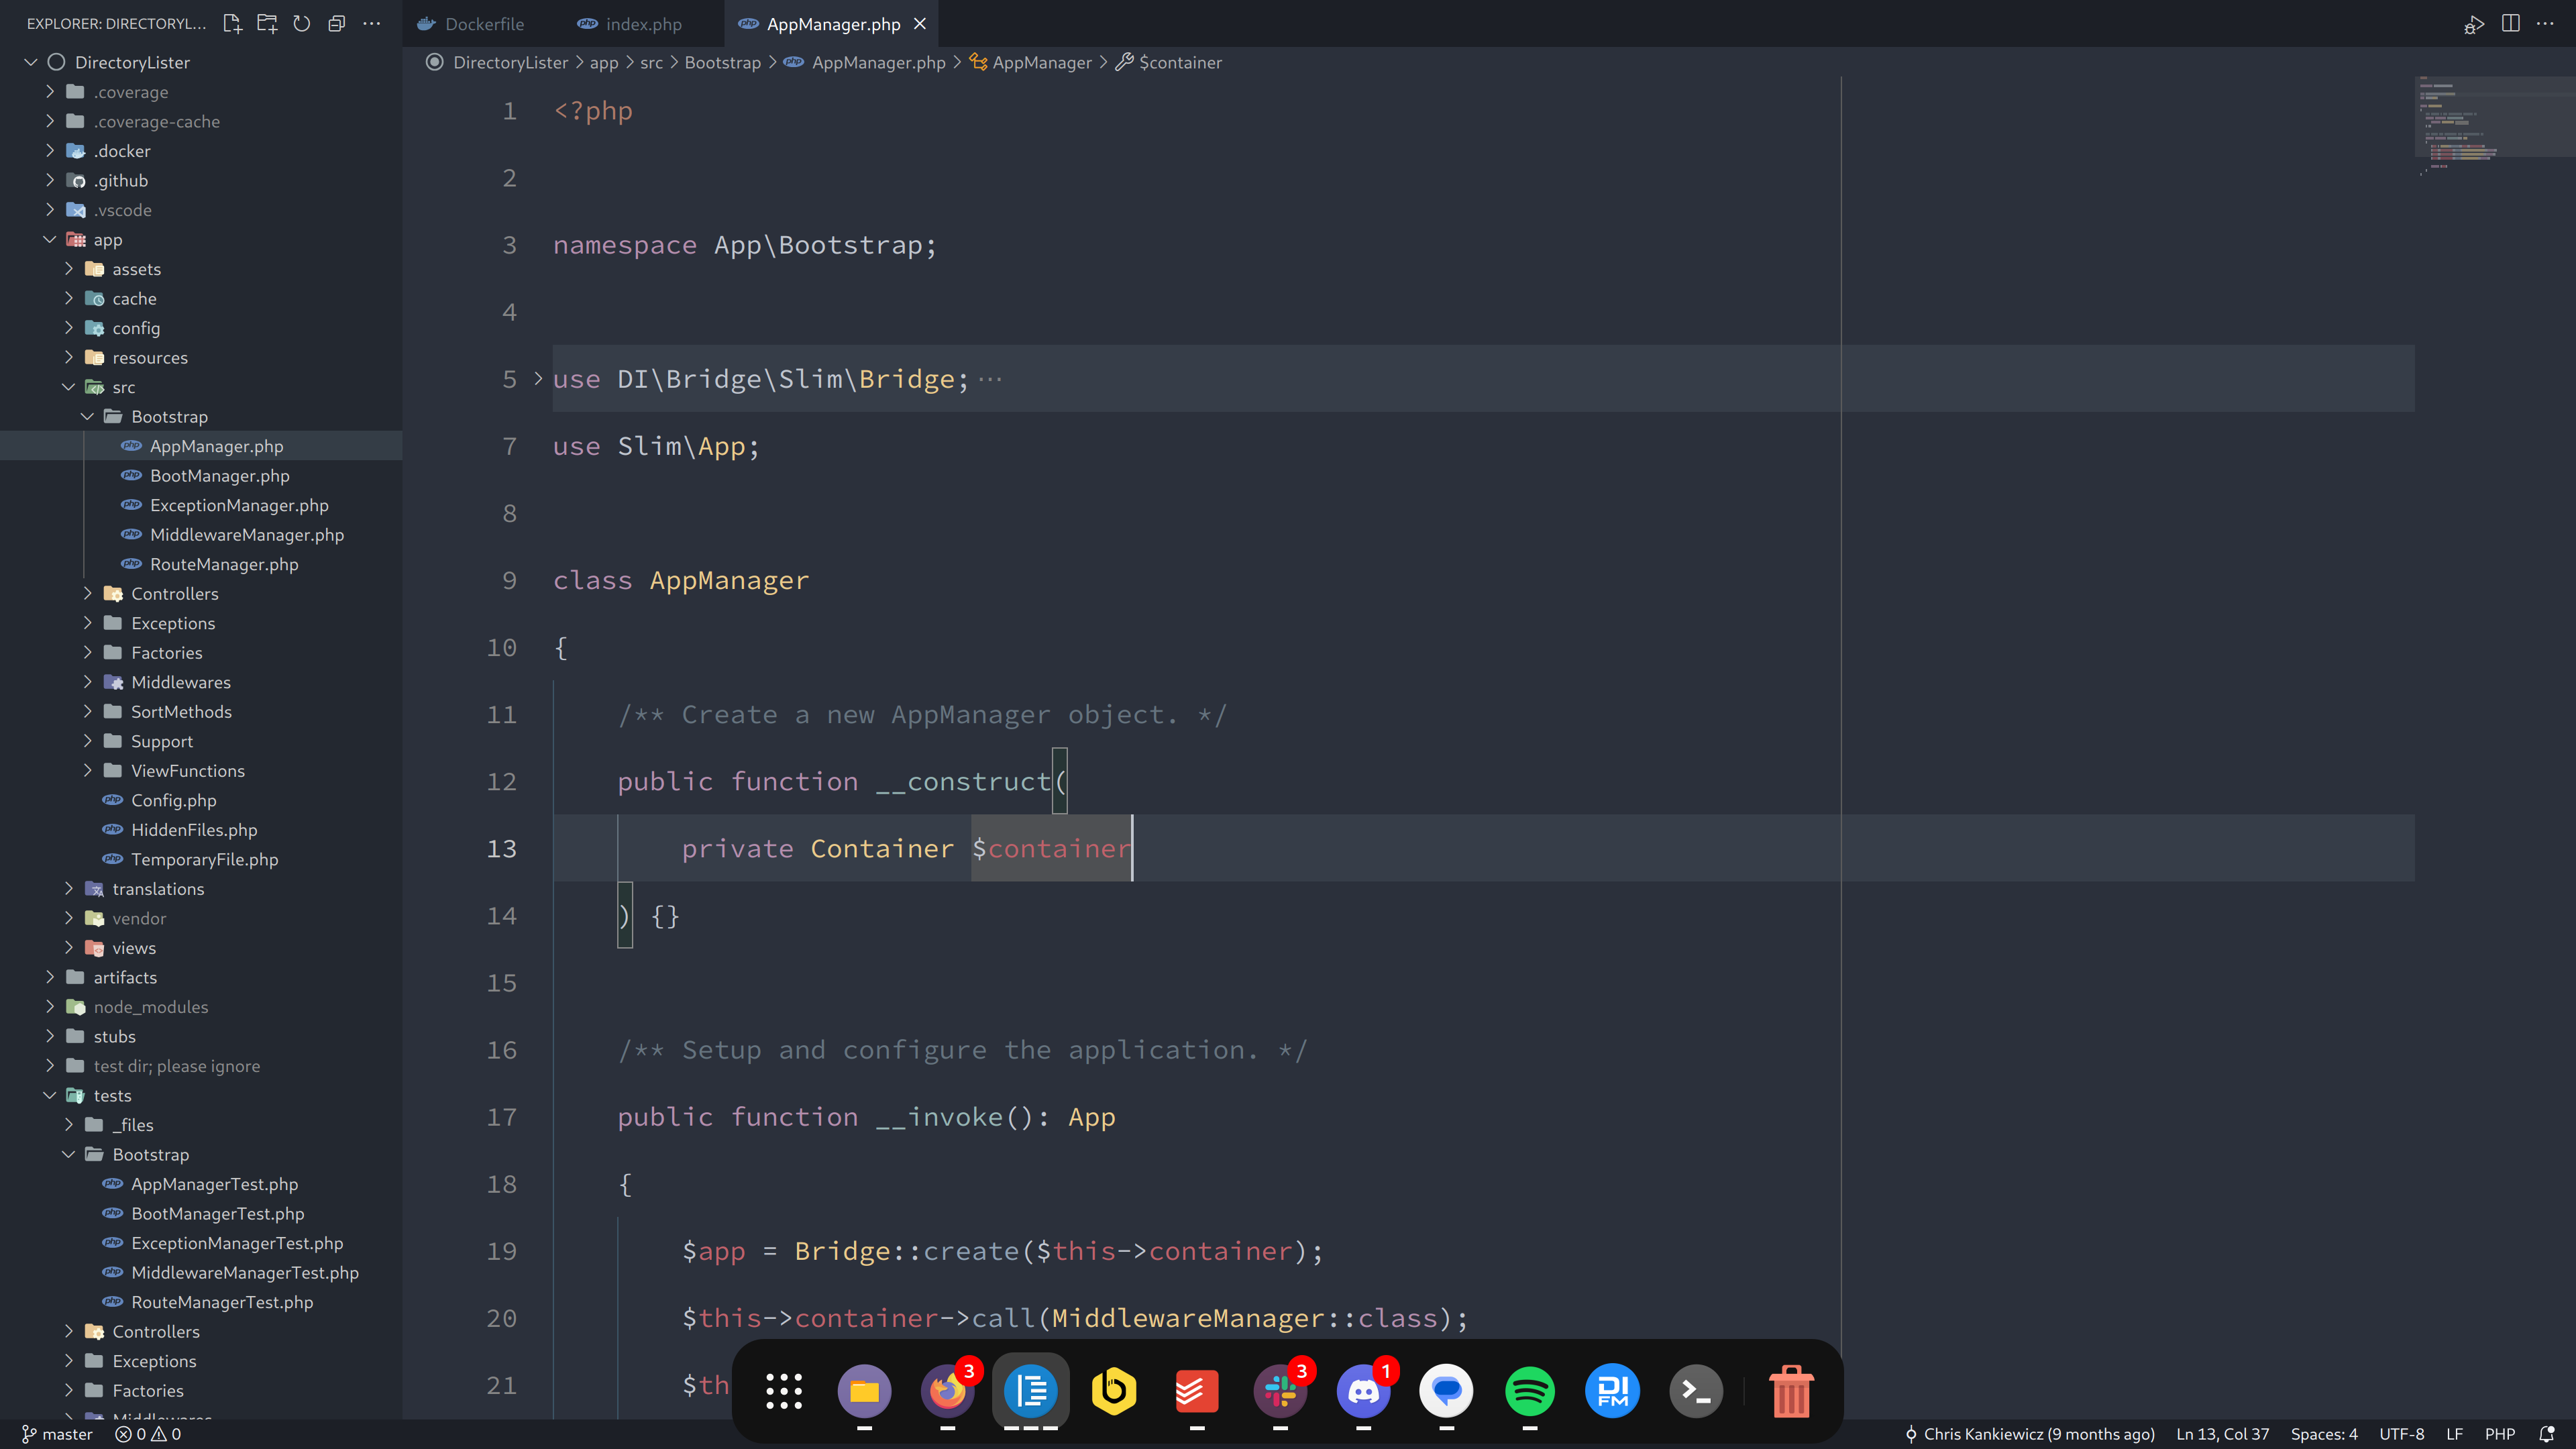 EXPLORER: DIRECTORYL...
DirectoryLister
.coverage
.coverage-cache
.docker
.github
.vscode
app
assets
cache
config
resources
src
Bootstrap
AppManager.php
BootManager.php
ExceptionManager.php
MiddlewareManager.php
RouteManager.php
Controllers
Exceptions
Factories
Middlewares
SortMethods
Support
ViewFunctions
Config.php
HiddenFiles.php
TemporaryFile.php
translations
vendor
views
artifacts
node_modules
stubs
test dir; please ignore
tests
_files
Bootstrap
AppManagerTest.php
BootManagerTest.php
ExceptionManagerTest.php
MiddlewareManagerTest.php
RouteManagerTest.php
Controllers
Exceptions
Factories
Middlewares
Dockerfile index.php AppManager.php
DirectoryLister > app > src > Bootstrap > AppManager.php > AppManager > $container
1 <?php
2
3 namespace App\Bootstrap;
4
5 use DI\Bridge\Slim\Bridge; ···
7 use Slim\App;
8
9 class AppManager
10 {
11 /** Create a new AppManager object. */
12 public function __construct(
13 private Container $container
14 ) {}
15
16 /** Setup and configure the application. */
17 public function __invoke(): App
18 {
19 $app = Bridge::create($this->container);
20 $this->container->call(MiddlewareManager::class);
21 $th
3 3 1
DI FM
master 0 0
Chris Kankiewicz (9 months ago) Ln 13, Col 37 Spaces: 4 UTF-8 LF PHP